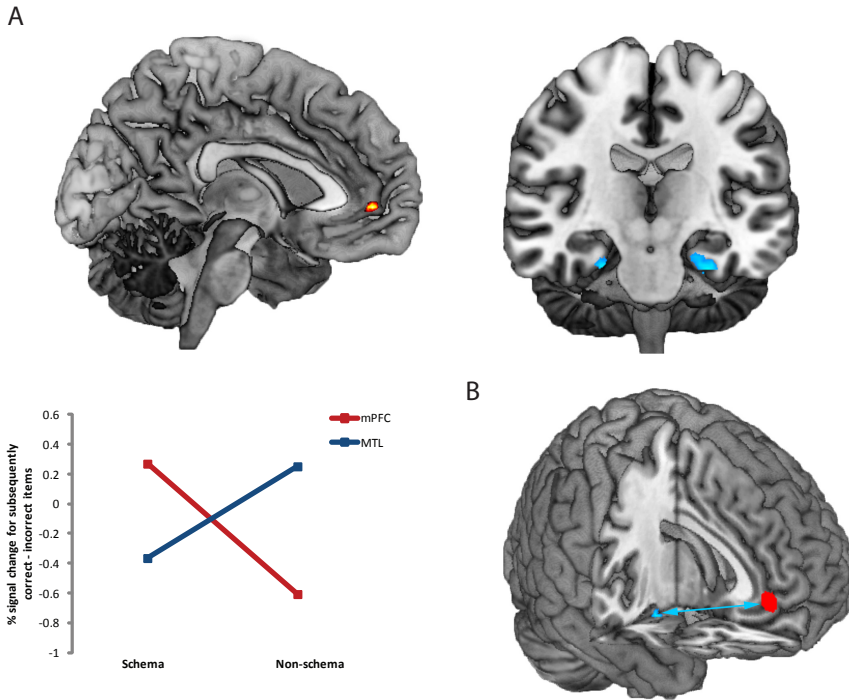 A
0.6
0.4
0.2
0
-0.2
-0.4
-0.6
-0.8
-1
% signal change for subsequently
correct - incorrect items
mPFC
MTL
Schema Non-schema
B